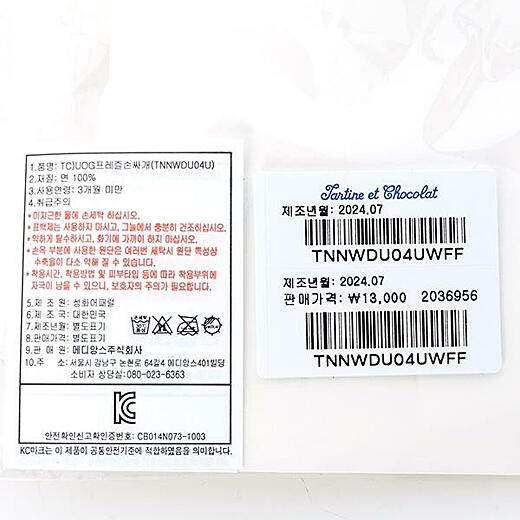 1.품명: TC)UOG프레즐손싸개(TNNWDU04U)
2.재질: 면 100%
3.사용연령: 3개월 미만
4.취급주의
*미지근한 물에 손세탁 하십시오.
*표백제는 사용하지 마시고, 그늘에서 충분히 건조하십시오.
*약하게 탈수하시고, 화기에 가까이 하지 마십시오.
*손목 부분에 사용한 원단은 여러번 세탁시 원단 특성상
수축율이 다소 약해 질 수 있습니다.
*착용시간, 착용방법 및 피부타입 등에 따라 착용부위에
자국이 남을 수 있으니, 보호자의 주의가 필요합니다.
5.제 조 원: 성화어패럴
6.제 조 국: 대한민국
7.제조년월: 별도표기
8.판매가격: 별도표기
9.판 매 원: 메디앙스주식회사
10.주 소: 서울시 강남구 논현로 64길4 메디앙스401빌딩
소비자 상담실: 080-023-6363
KC
안전확인신고확인증번호: CB014N073-1003
KC마크는 이 제품이 공통안전기준에 적합하였음을 의미합니다.
Tartine et Chocolat
제조년월: 2024.07
TNNWDU04UWFF
제조년월: 2024.07
판매가격: ₩13,000 2036956
TNNWDU04UWFF